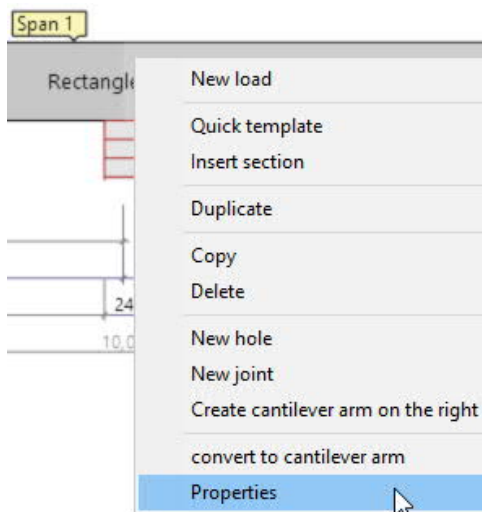 Span 1
Rectangle
New load
Quick template
Insert section
Duplicate
Copy
Delete
24
New hole
10,0
New joint
Create cantilever arm on the right
convert to cantilever arm
Properties